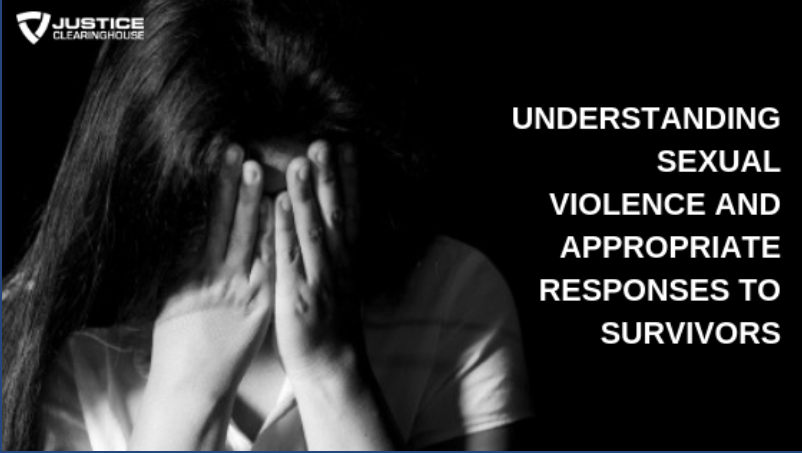 JUSTICE
CLEARINGHOUSE
UNDERSTANDING
SEXUAL
VIOLENCE AND
APPROPRIATE
RESPONSES TO
SURVIVORS